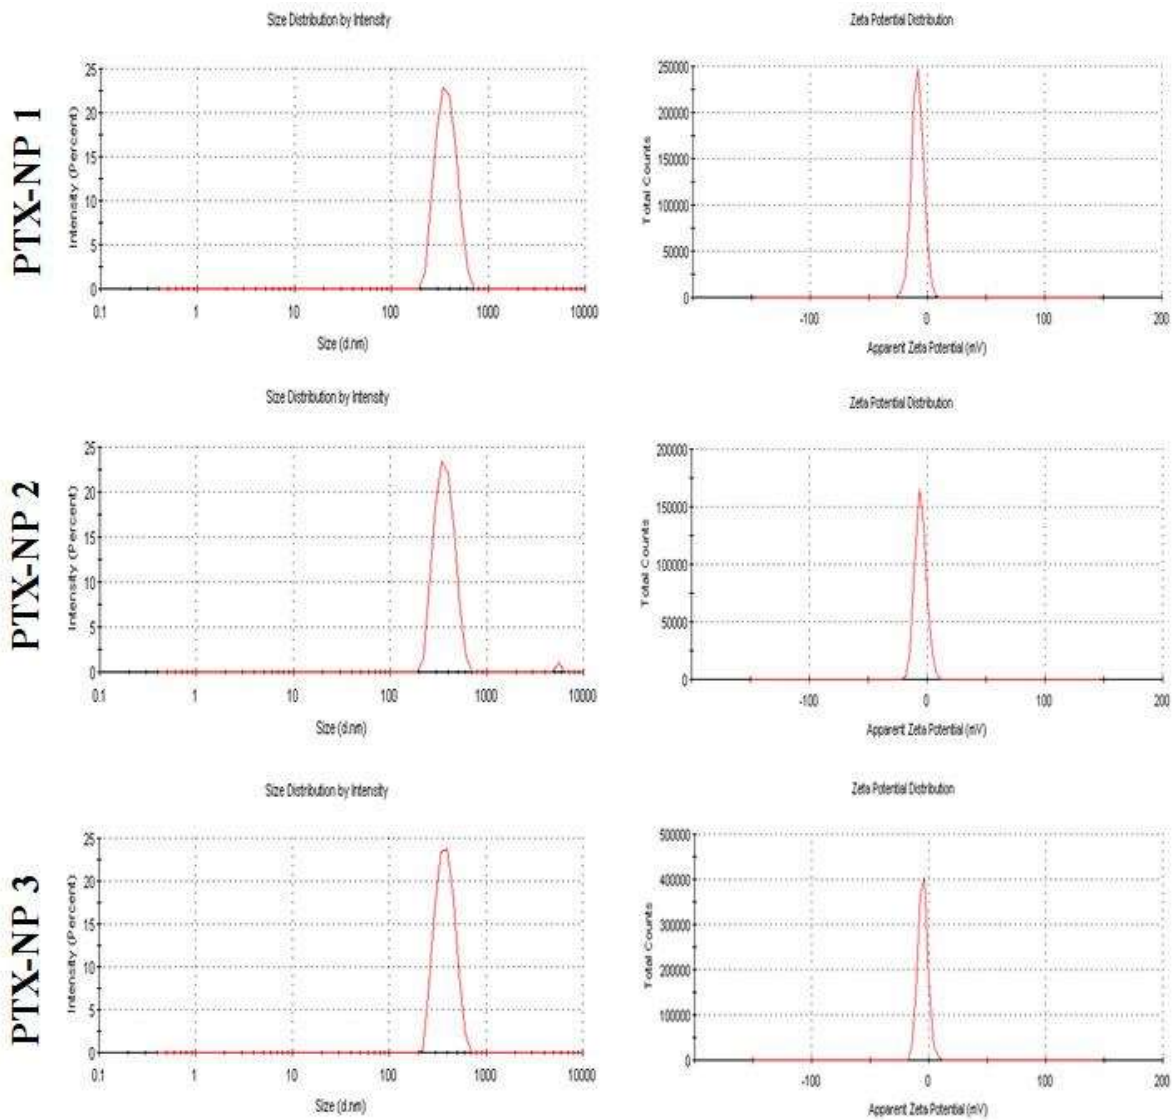 PTX-NP 1
Size Distribution by Intensity
Intensity (Percent)
25
20
15
10
5
0
0.1 1 10 100 1000 10000
Size (d.nm)
Zeta Potential Distribution
Total Counts
250000
200000
150000
100000
50000
0
-100 0 100 200
Apparent Zeta Potential (mV)
PTX-NP 2
Size Distribution by Intensity
Intensity (Percent)
25
20
15
10
5
0
0.1 1 10 100 1000 10000
Size (d.nm)
Zeta Potential Distribution
Total Counts
200000
150000
100000
50000
0
-100 0 100 200
Apparent Zeta Potential (mV)
PTX-NP 3
Size Distribution by Intensity
Intensity (Percent)
25
20
15
10
5
0
0.1 1 10 100 1000 10000
Size (d.nm)
Zeta Potential Distribution
Total Counts
500000
400000
300000
200000
100000
0
-100 0 100 200
Apparent Zeta Potential (mV)